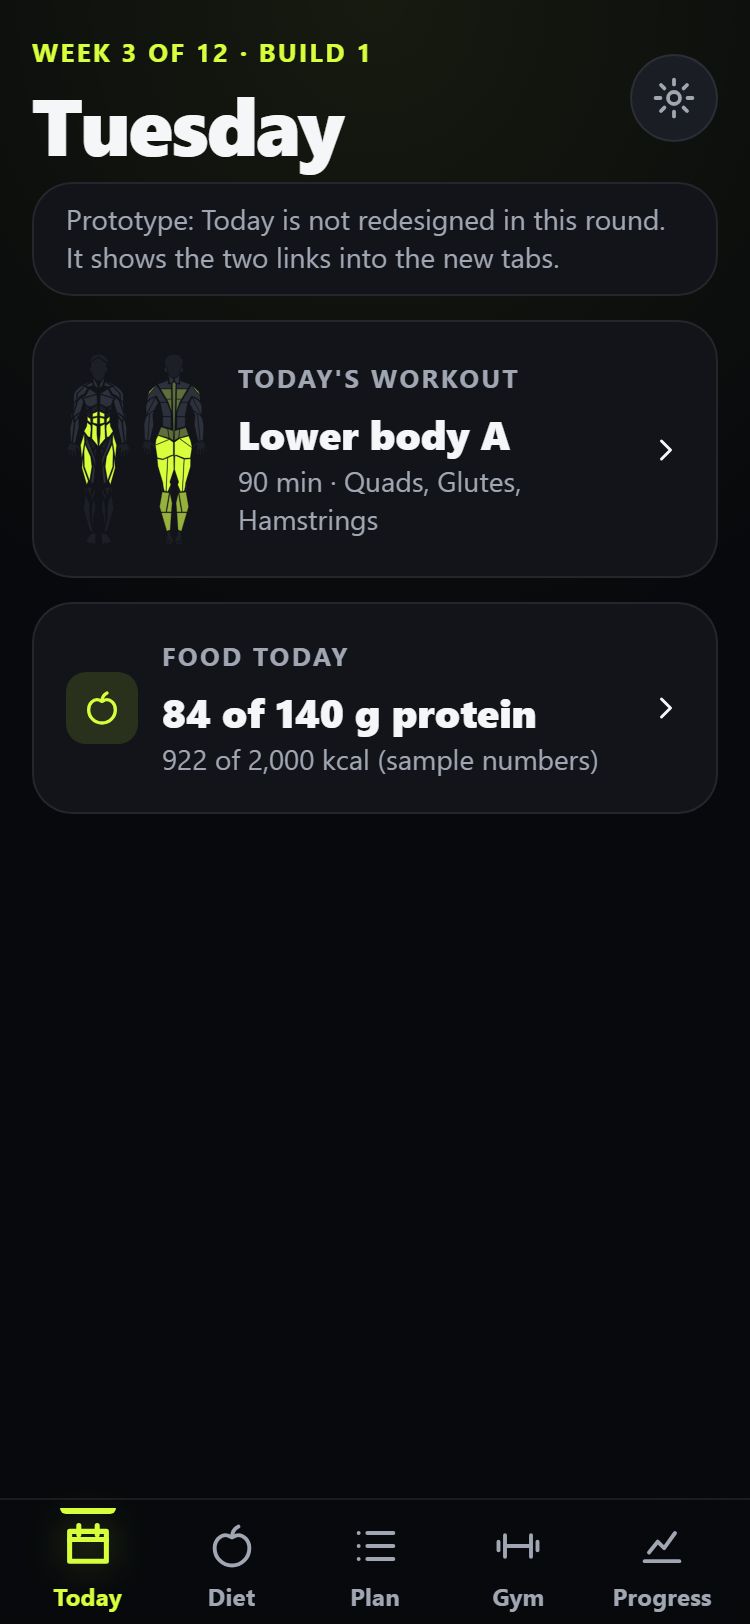 WEEK 3 OF 12 · BUILD 1
Tuesday
Prototype: Today is not redesigned in this round.
It shows the two links into the new tabs.
TODAY'S WORKOUT
Lower body A
90 min · Quads, Glutes,
Hamstrings
FOOD TODAY
84 of 140 g protein
922 of 2,000 kcal (sample numbers)
Today
Diet
Plan
Gym
Progress